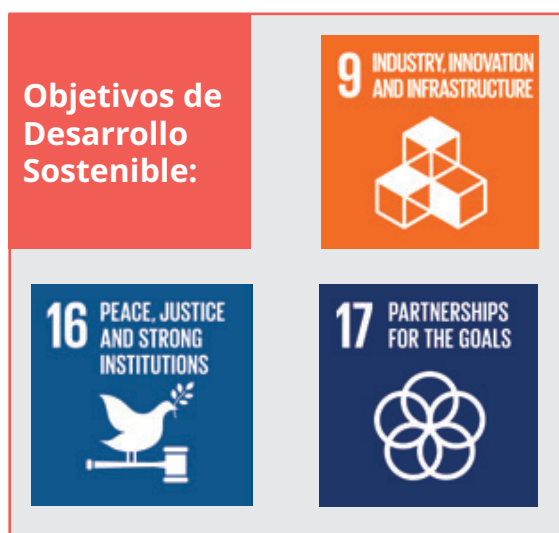 Objetivos de
Desarrollo
Sostenible:
9 INDUSTRY, INNOVATION
AND INFRASTRUCTURE
16 PEACE, JUSTICE
AND STRONG
INSTITUTIONS
17 PARTNERSHIPS
FOR THE GOALS